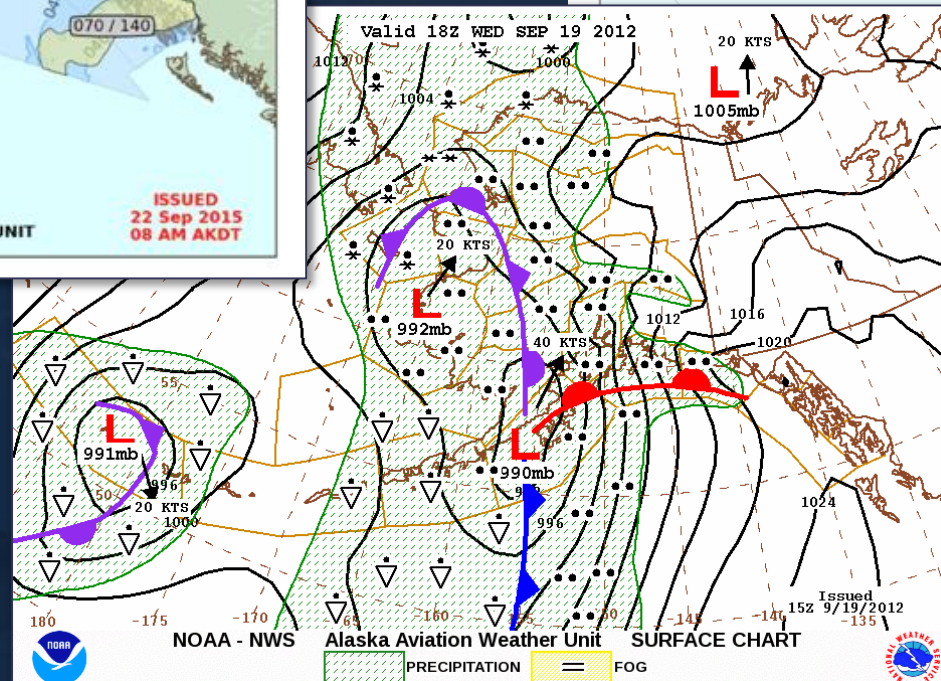 070 / 140
ISSUED
22 Sep 2015
08 AM AKDT
UNIT
Valid 18Z WED SEP 19 2012
1012
1000
20 KTS
1004
L
1005mb
20 KTS
L
992mb
1012
1016
40 KTS
1020
55
L
991mb
L
990mb
996
50
20 KTS
1000
996
1024
Issued
15Z 9/19/2012
180
-175
-170
-160
-145
-140
-135
NOAA - NWS Alaska Aviation Weather Unit SURFACE CHART
NOAA
PRECIPITATION
FOG